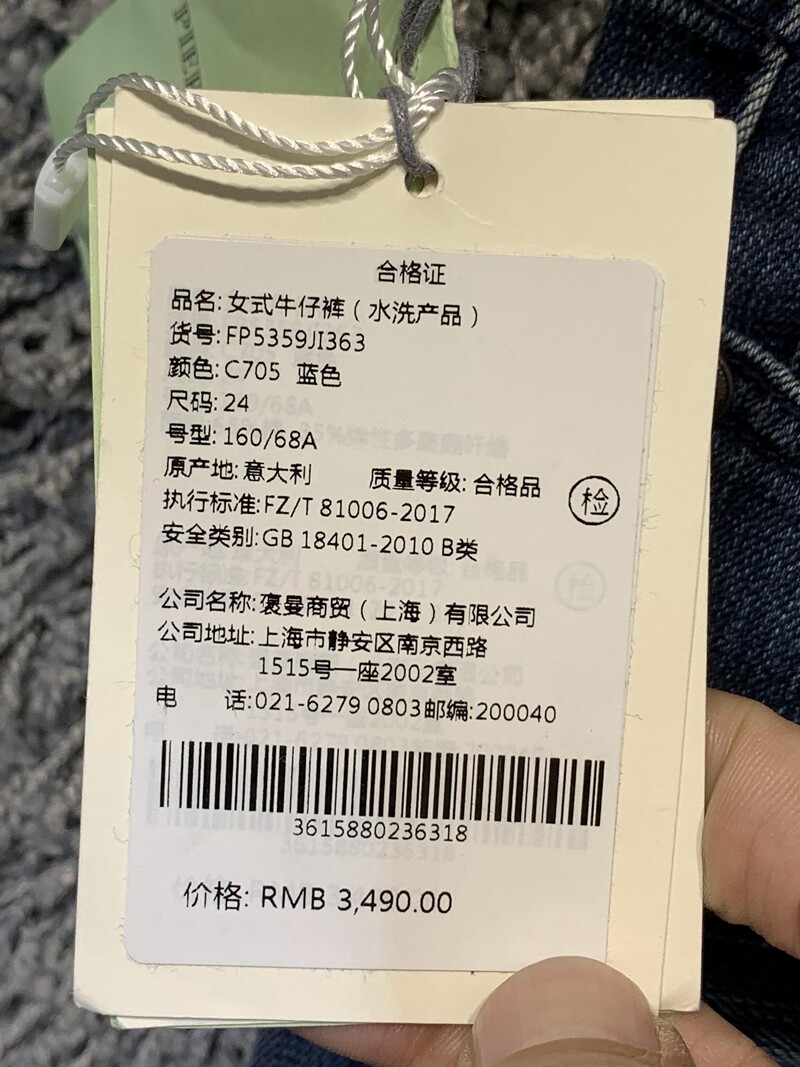 合格证
品名: 女式牛仔裤（水洗产品）
货号: FP5359JI363
颜色: C705 蓝色
尺码: 24
号型: 160/68A
原产地: 意大利 质量等级: 合格品
检
执行标准: FZ/T 81006-2017
安全类别: GB 18401-2010 B类
公司名称: 褒曼商贸（上海）有限公司
公司地址: 上海市静安区南京西路
1515号一座2002室
电 话: 021-6279 0803 邮编: 200040
3615880236318
价格: RMB 3,490.00